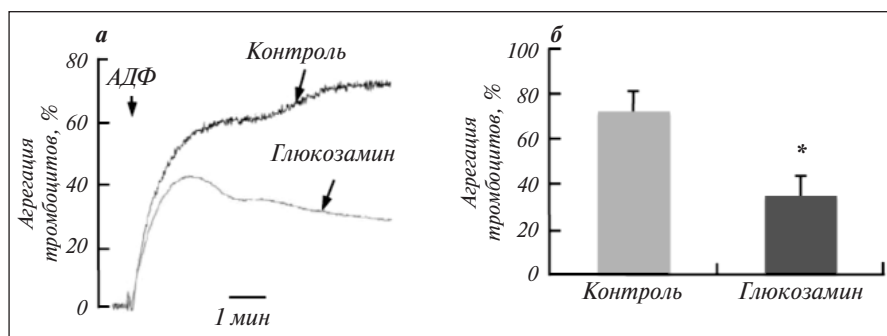 а
Агрегация
тромбоцитов, %
80
60
40
20
0
АДФ
Контроль
Глюкозамин
1 мин
б
Агрегация
тромбоцитов, %
100
80
60
40
20
0
*
Контроль
Глюкозамин